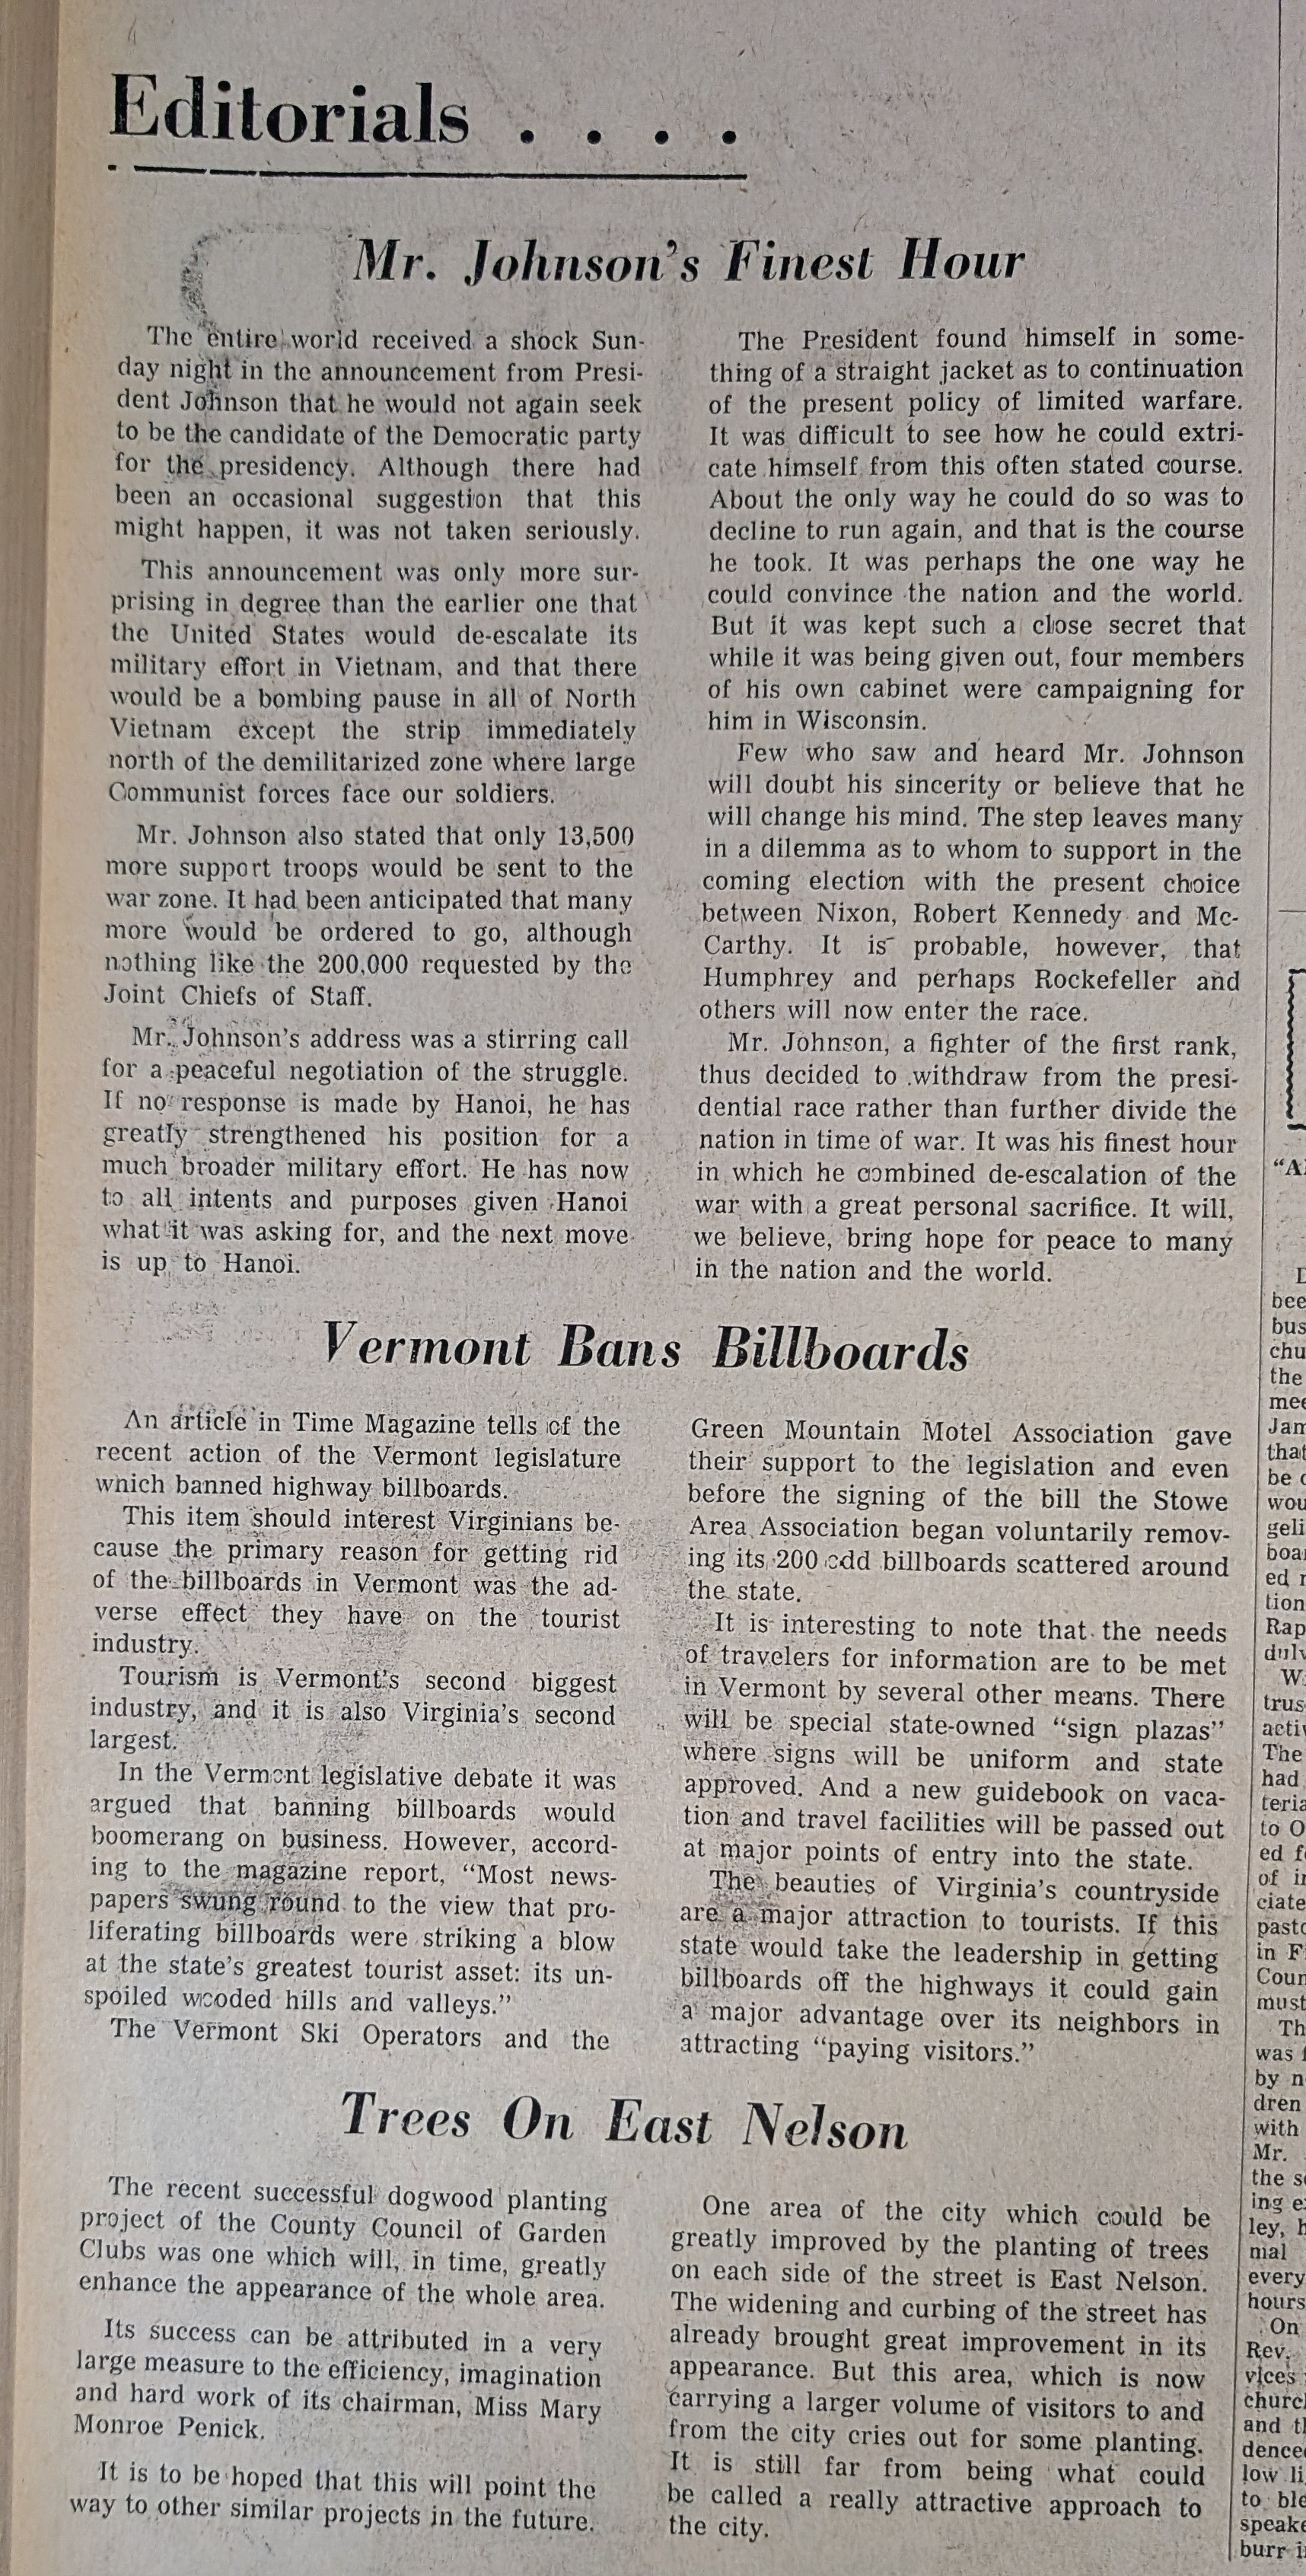 Editorials . . . .
Mr. Johnson's Finest Hour
The entire world received a shock Sun-
day night in the announcement from Presi-
dent Johnson that he would not again seek
to be the candidate of the Democratic party
for the presidency. Although there had
been an occasional suggestion that this
might happen, it was not taken seriously.
This announcement was only more sur-
prising in degree than the earlier one that
the United States would de-escalate its
military effort in Vietnam, and that there
would be a bombing pause in all of North
Vietnam except the strip immediately
north of the demilitarized zone where large
Communist forces face our soldiers.
Mr. Johnson also stated that only 13,500
more support troops would be sent to the
war zone. It had been anticipated that many
more would be ordered to go, although
nothing like the 200,000 requested by the
Joint Chiefs of Staff.
Mr. Johnson's address was a stirring call
for a peaceful negotiation of the struggle.
If no response is made by Hanoi, he has
greatly strengthened his position for a
much broader military effort. He has now
to all intents and purposes given Hanoi
what it was asking for, and the next move
is up to Hanoi.
The President found himself in some-
thing of a straight jacket as to continuation
of the present policy of limited warfare.
It was difficult to see how he could extri-
cate himself from this often stated course.
About the only way he could do so was to
decline to run again, and that is the course
he took. It was perhaps the one way he
could convince the nation and the world.
But it was kept such a close secret that
while it was being given out, four members
of his own cabinet were campaigning for
him in Wisconsin.
Few who saw and heard Mr. Johnson
will doubt his sincerity or believe that he
will change his mind. The step leaves many
in a dilemma as to whom to support in the
coming election with the present choice
between Nixon, Robert Kennedy and Mc-
Carthy. It is probable, however, that
Humphrey and perhaps Rockefeller and
others will now enter the race.
Mr. Johnson, a fighter of the first rank,
thus decided to withdraw from the presi-
dential race rather than further divide the
nation in time of war. It was his finest hour
in which he combined de-escalation of the
war with a great personal sacrifice. It will,
we believe, bring hope for peace to many
in the nation and the world.
Vermont Bans Billboards
An article in Time Magazine tells of the
recent action of the Vermont legislature
which banned highway billboards.
This item should interest Virginians be-
cause the primary reason for getting rid
of the billboards in Vermont was the ad-
verse effect they have on the tourist
industry.
Tourism is Vermont's second biggest
industry, and it is also Virginia's second
largest.
In the Vermont legislative debate it was
argued that banning billboards would
boomerang on business. However, accord-
ing to the magazine report, "Most news-
papers swung round to the view that pro-
liferating billboards were striking a blow
at the state's greatest tourist asset: its un-
spoiled wooded hills and valleys."
The Vermont Ski Operators and the
Green Mountain Motel Association gave
their support to the legislation and even
before the signing of the bill the Stowe
Area Association began voluntarily remov-
ing its 200 odd billboards scattered around
the state.
It is interesting to note that the needs
of travelers for information are to be met
in Vermont by several other means. There
will be special state-owned "sign plazas"
where signs will be uniform and state
approved. And a new guidebook on vaca-
tion and travel facilities will be passed out
at major points of entry into the state.
The beauties of Virginia's countryside
are a major attraction to tourists. If this
state would take the leadership in getting
billboards off the highways it could gain
a major advantage over its neighbors in
attracting "paying visitors."
Trees On East Nelson
The recent successful dogwood planting
project of the County Council of Garden
Clubs was one which will, in time, greatly
enhance the appearance of the whole area.
Its success can be attributed in a very
large measure to the efficiency, imagination
and hard work of its chairman, Miss Mary
Monroe Penick.
It is to be hoped that this will point the
way to other similar projects in the future.
One area of the city which could be
greatly improved by the planting of trees
on each side of the street is East Nelson.
The widening and curbing of the street has
already brought great improvement in its
appearance. But this area, which is now
carrying a larger volume of visitors to and
from the city cries out for some planting.
It is still far from being what could
be called a really attractive approach to
the city.